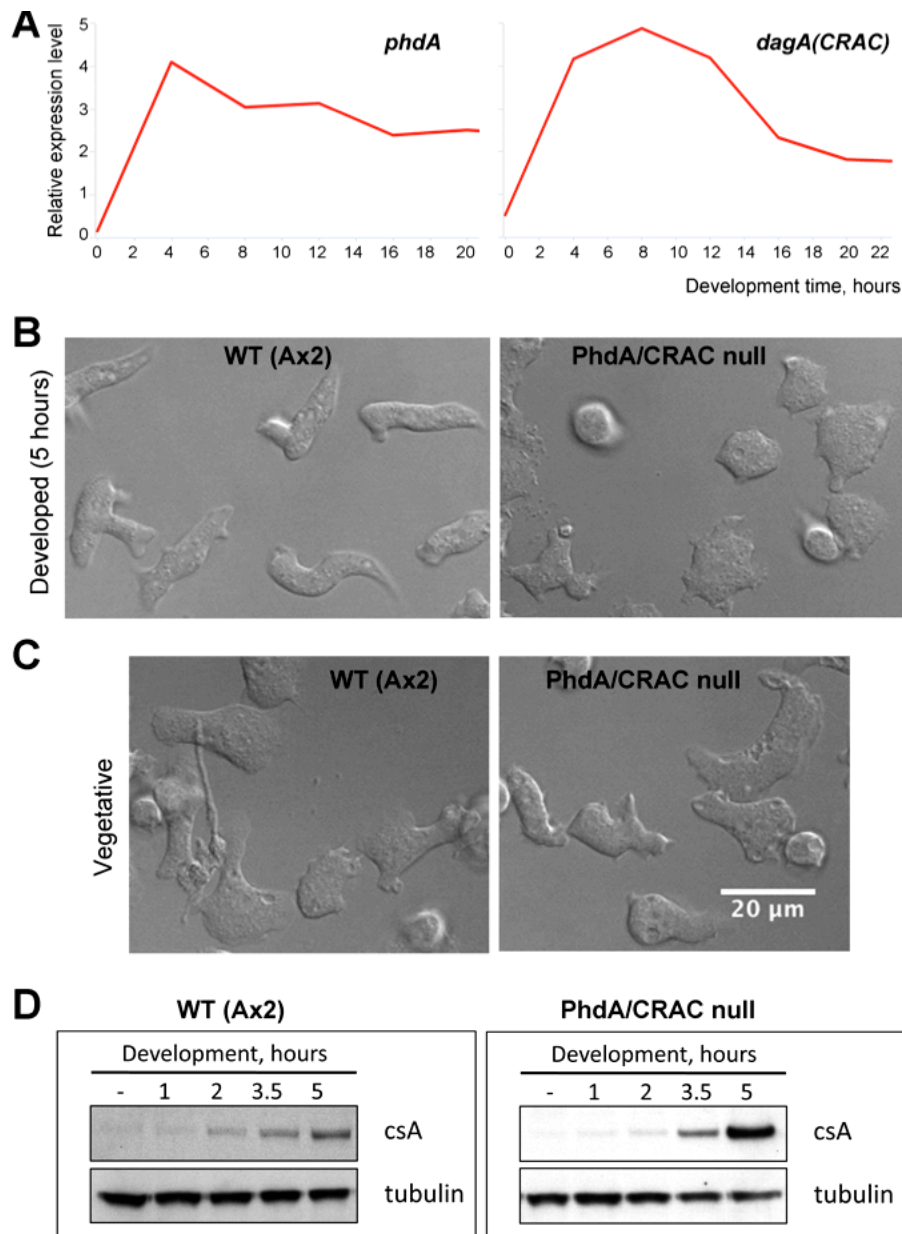 A
phdA
dagA(CRAC)
Relative expression level
5
4
3
2
1
0
0 2 4 6 8 10 12 14 16 18 20
0 2 4 6 8 10 12 14 16 18 20 22
Development time, hours
B
WT (Ax2)
PhdA/CRAC null
Developed (5 hours)
C
WT (Ax2)
PhdA/CRAC null
Vegetative
20 µm
D
WT (Ax2)
PhdA/CRAC null
Development, hours
- 1 2 3.5 5
csA
tubulin
Development, hours
- 1 2 3.5 5
csA
tubulin